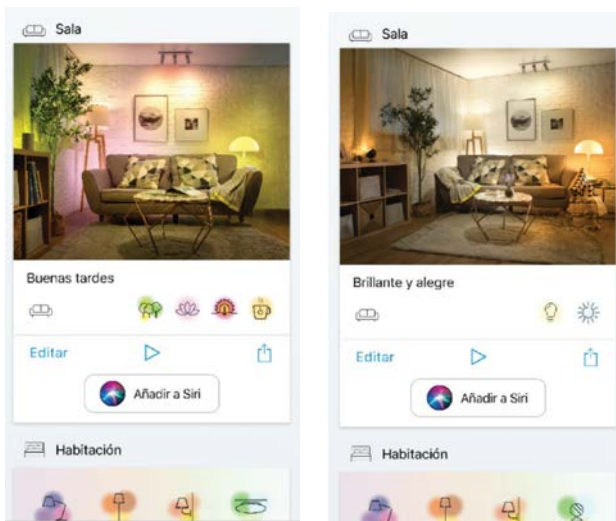 Sala
Buenas tardes
Editar
Añadir a Siri
Habitación
Sala
Brillante y alegre
Editar
Añadir a Siri
Habitación